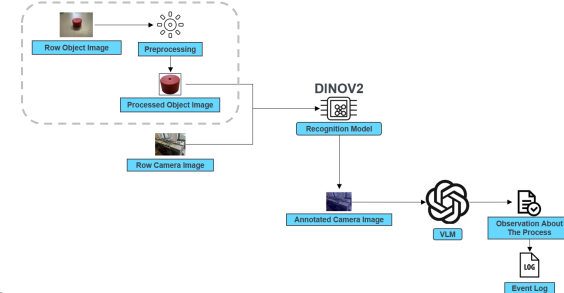 Row Object Image
Preprocessing
Processed Object Image
Row Camera Image
DINOV2
Recognition Model
Annotated Camera Image
VLM
Observation About
The Process
LOG
Event Log